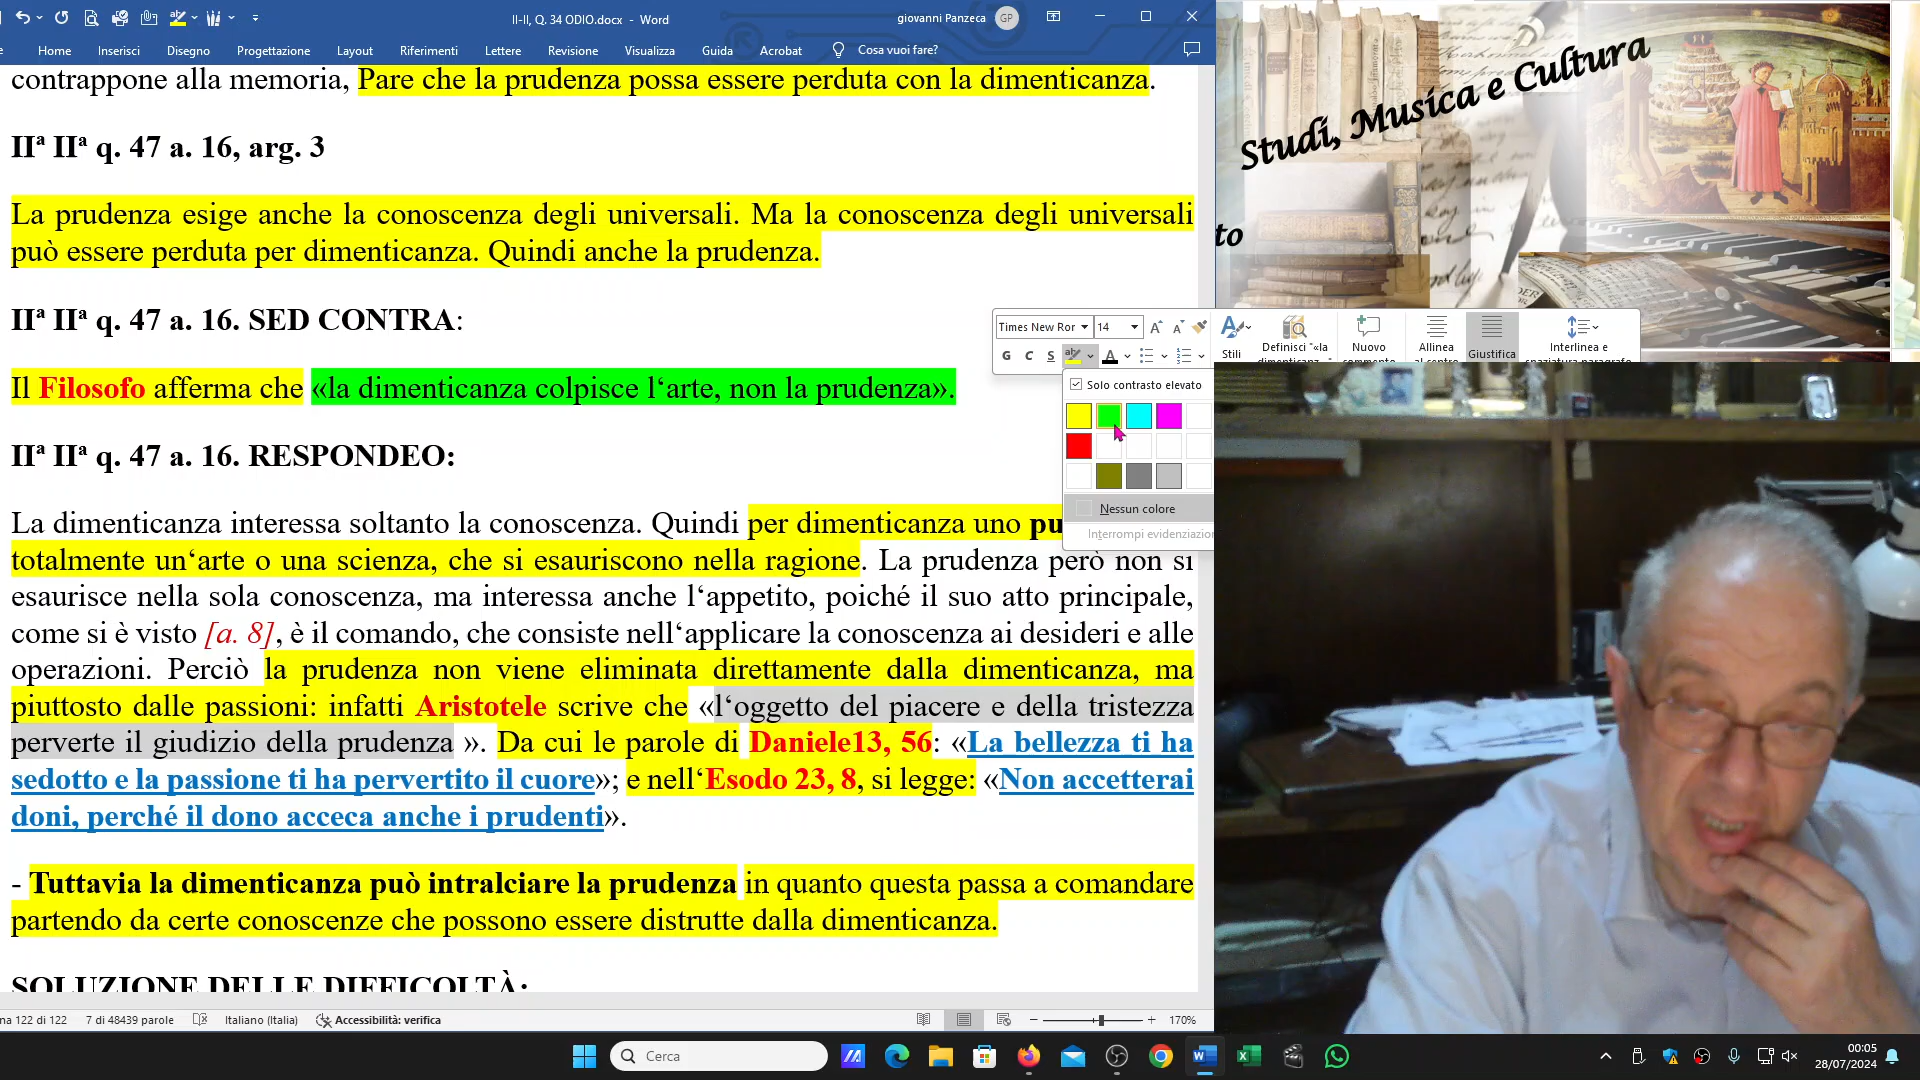 II-II, Q. 34 ODIO.docx - Word
giovanni Panzeca
GP
Home Inserisci Disegno Progettazione Layout Riferimenti Lettere Revisione Visualizza Guida Acrobat Cosa vuoi fare?
contrappone alla memoria, Pare che la prudenza possa essere perduta con la dimenticanza.
IIª IIª q. 47 a. 16, arg. 3
La prudenza esige anche la conoscenza degli universali. Ma la conoscenza degli universali
può essere perduta per dimenticanza. Quindi anche la prudenza.
IIª IIª q. 47 a. 16. SED CONTRA:
Il Filosofo afferma che «la dimenticanza colpisce l‘arte, non la prudenza».
IIª IIª q. 47 a. 16. RESPONDEO:
La dimenticanza interessa soltanto la conoscenza. Quindi per dimenticanza uno
totalmente un‘arte o una scienza, che si esauriscono nella ragione. La prudenza però non si
esaurisce nella sola conoscenza, ma interessa anche l‘appetito, poiché il suo atto principale,
come si è visto [a. 8], è il comando, che consiste nell‘applicare la conoscenza ai desideri e alle
operazioni. Perciò la prudenza non viene eliminata direttamente dalla dimenticanza, ma
piuttosto dalle passioni: infatti Aristotele scrive che «l‘oggetto del piacere e della tristezza
perverte il giudizio della prudenza ». Da cui le parole di Daniele13, 56: «La bellezza ti ha
sedotto e la passione ti ha pervertito il cuore»; e nell‘Esodo 23, 8, si legge: «Non accetterai
doni, perché il dono acceca anche i prudenti».
- Tuttavia la dimenticanza può intralciare la prudenza in quanto questa passa a comandare
partendo da certe conoscenze che possono essere distrutte dalla dimenticanza.
SOLUZIONE DELLE DIFFICOLTÀ:
Times New Ror 14
G C S
Stili
Definisci "«la
Nuovo
Allinea
Giustifica
Interlinea e
Solo contrasto elevato
Nessun colore
Interrompi evidenziazion
Studi, Musica e Cultura
to
na 122 di 122 7 di 48439 parole Italiano (Italia) Accessibilità: verifica 170%
Cerca
00:05
28/07/2024